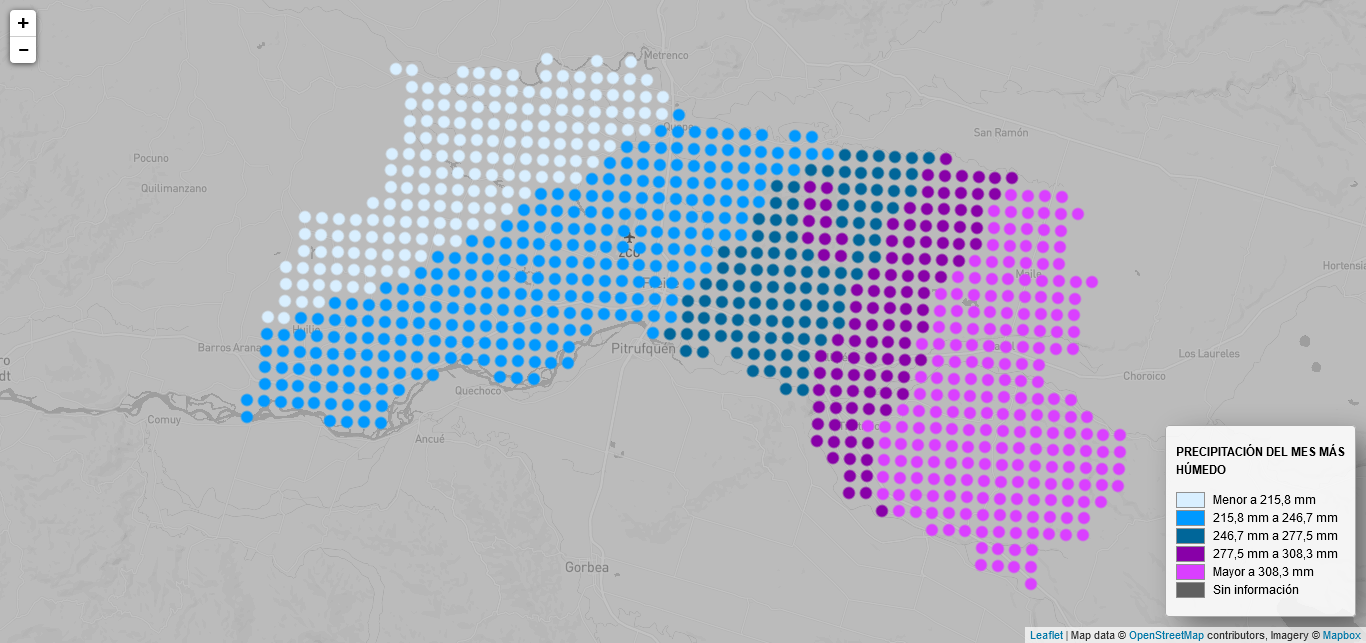 +
−
Metrenco
Quepe
San Ramón
Pocuno
Quilimanzano
ZCO
Hortensia
Maile
Freire
Hualpín
Barros Arana
Pitrufquén
Los Laureles
Choroico
Quechoco
Comuy
Ancué
Gorbea
PRECIPITACIÓN DEL MES MÁS
HÚMEDO
Menor a 215,8 mm
215,8 mm a 246,7 mm
246,7 mm a 277,5 mm
277,5 mm a 308,3 mm
Mayor a 308,3 mm
Sin información
Leaflet | Map data © OpenStreetMap contributors, Imagery © Mapbox